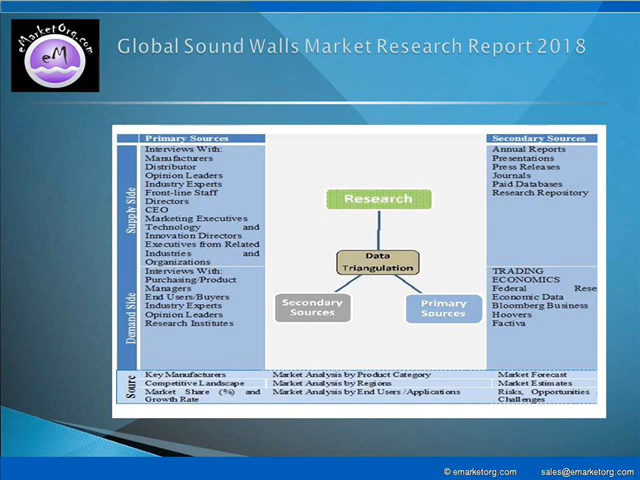 eMarketOrg.com
eM
Global Sound Walls Market Research Report 2018
Primary Sources
Secondary Sources
Supply Side
Interviews With:
Manufacturers
Distributor
Opinion Leaders
Industry Experts
Front-line Staff
Directors
CEO
Marketing Executives
Technology and
Innovation Directors
Executives from Related
Industries and
Organizations
Annual Reports
Presentations
Press Releases
Journals
Paid Databases
Research Repository
Research
Data
Triangulation
Secondary
Sources
Primary
Sources
Demand Side
Interviews With:
Purchasing/Product
Managers
End Users/Buyers
Industry Experts
Opinion Leaders
Research Institutes
TRADING
ECONOMICS
Federal Rese
Economic Data
Bloomberg Business
Hoovers
Factiva
Sourc
Key Manufacturers
Competitive Landscape
Market Share (%) and
Growth Rate
Market Analysis by Product Category
Market Analysis by Regions
Market Analysis by End Users /Applications
Market Forecast
Market Estimates
Risks, Opportunities
Challenges
© emarketorg.com
sales@emarketorg.com